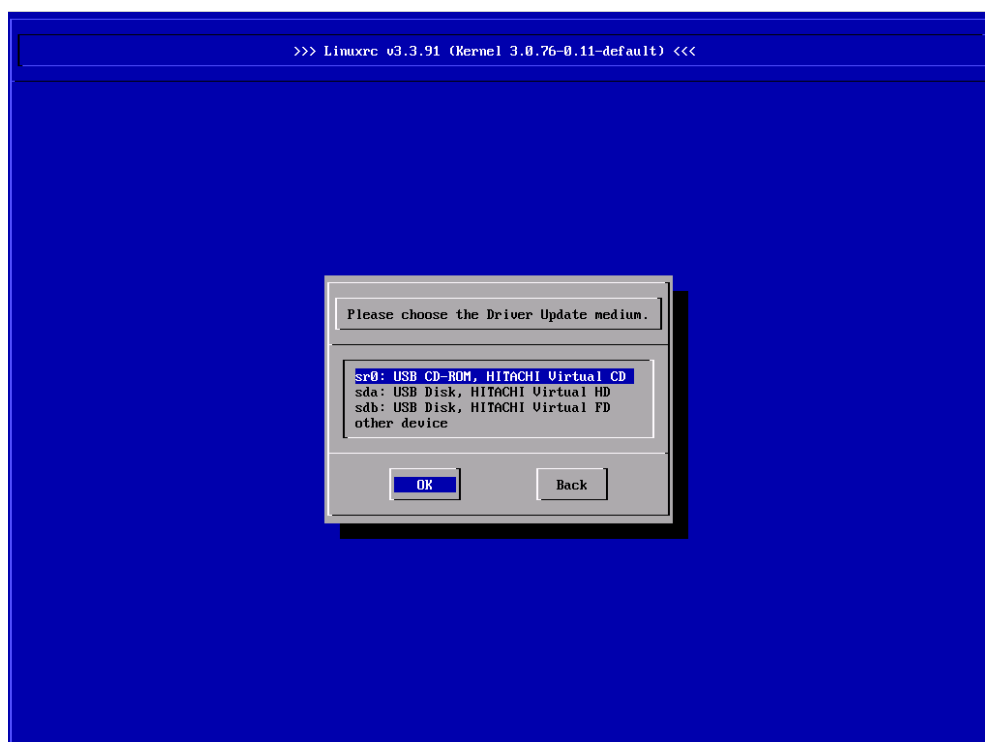 >>> Linuxrc v3.3.91 (Kernel 3.0.76-0.11-default) <<<
Please choose the Driver Update medium.
sr0: USB CD-ROM, HITACHI Virtual CD
sda: USB Disk, HITACHI Virtual HD
sdb: USB Disk, HITACHI Virtual FD
other device
OK Back